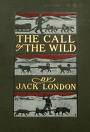 THE CALL
OF THE WILD
BY
JACK LONDON